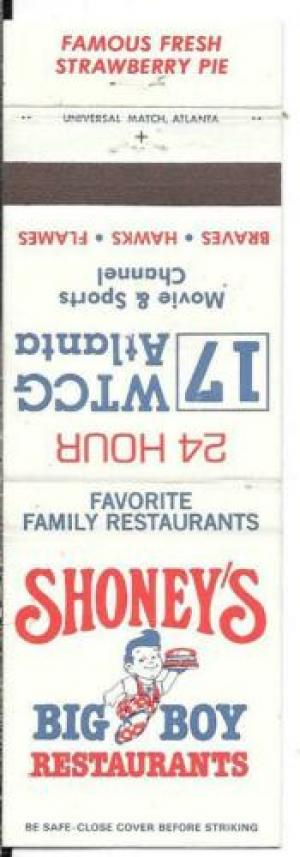 FAMOUS FRESH
STRAWBERRY PIE
UNIVERSAL MATCH, ATLANTA
24 HOUR
17 WTCG
Atlanta
Movie & Sports
Channel
BRAVES • HAWKS • FLAMES
FAVORITE
FAMILY RESTAURANTS
SHONEY'S
BIG BOY
RESTAURANTS
BE SAFE-CLOSE COVER BEFORE STRIKING